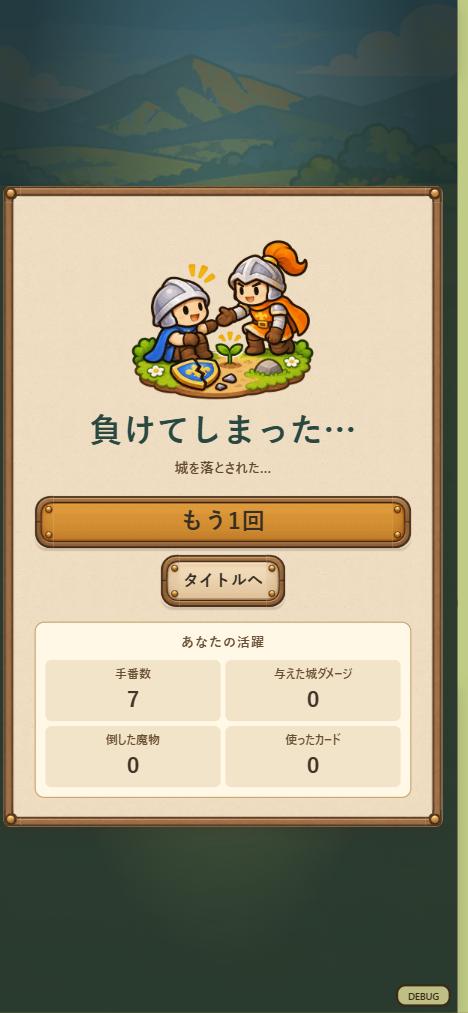 負けてしまった…
城を落とされた…
もう1回
タイトルへ
あなたの活躍
手番数
7
与えた城ダメージ
0
倒した魔物
0
使ったカード
0
DEBUG